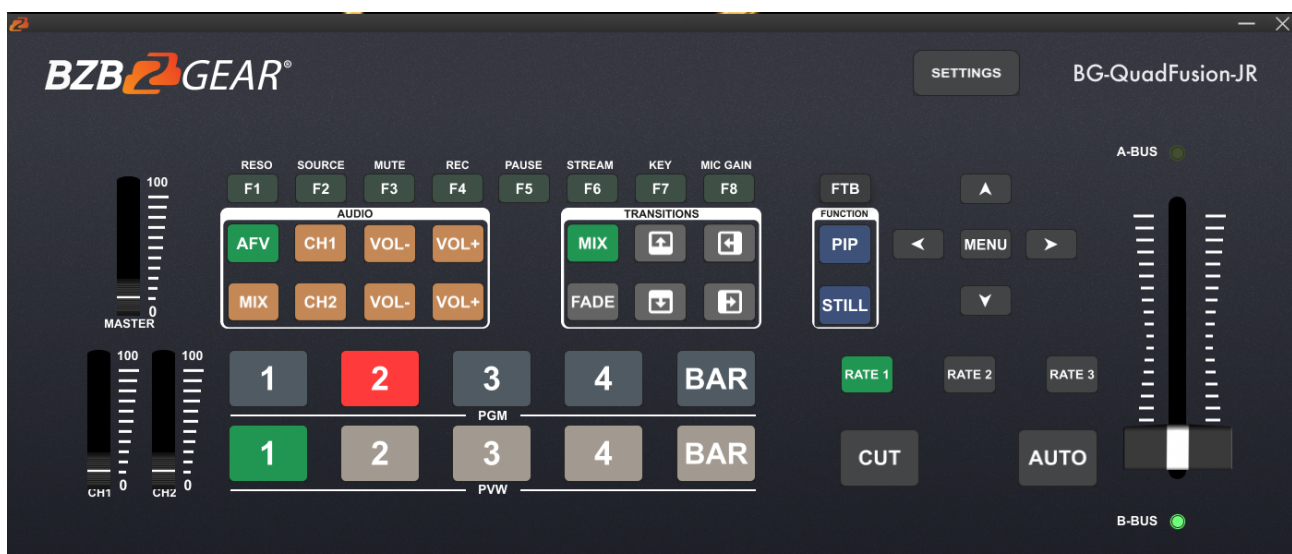 BZB GEAR®
SETTINGS
BG-QuadFusion-JR
A-BUS
RESO SOURCE MUTE REC PAUSE STREAM KEY MIC GAIN
F1 F2 F3 F4 F5 F6 F7 F8 FTB
100
AUDIO TRANSITIONS FUNCTION
AFV CH1 VOL- VOL+ MIX PIP MENU
MIX CH2 VOL- VOL+ FADE STILL
0
MASTER
100 100
1 2 3 4 BAR RATE 1 RATE 2 RATE 3
PGM
1 2 3 4 BAR CUT AUTO
CH1 0 CH2 0
PVW
B-BUS